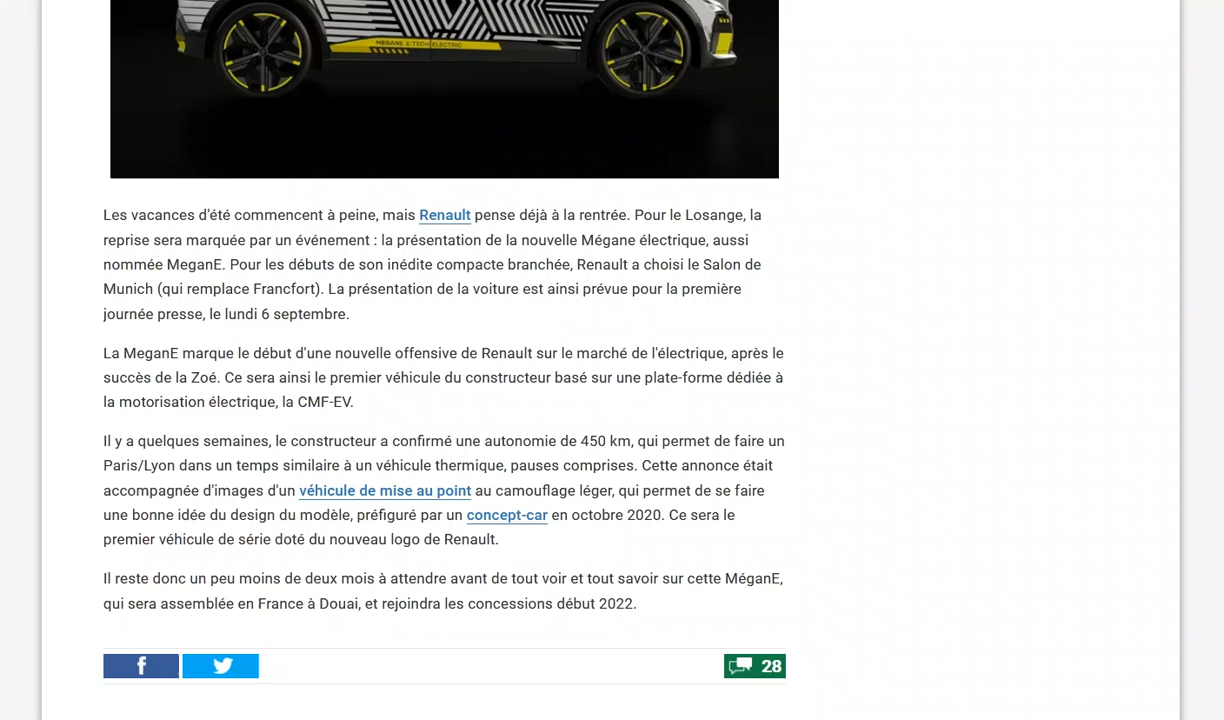 MEGANE E-TECH ELECTRIC
Les vacances d'été commencent à peine, mais Renault pense déjà à la rentrée. Pour le Losange, la
reprise sera marquée par un événement : la présentation de la nouvelle Mégane électrique, aussi
nommée MeganE. Pour les débuts de son inédite compacte branchée, Renault a choisi le Salon de
Munich (qui remplace Francfort). La présentation de la voiture est ainsi prévue pour la première
journée presse, le lundi 6 septembre.
La MeganE marque le début d'une nouvelle offensive de Renault sur le marché de l'électrique, après le
succès de la Zoé. Ce sera ainsi le premier véhicule du constructeur basé sur une plate-forme dédiée à
la motorisation électrique, la CMF-EV.
Il y a quelques semaines, le constructeur a confirmé une autonomie de 450 km, qui permet de faire un
Paris/Lyon dans un temps similaire à un véhicule thermique, pauses comprises. Cette annonce était
accompagnée d'images d'un véhicule de mise au point au camouflage léger, qui permet de se faire
une bonne idée du design du modèle, préfiguré par un concept-car en octobre 2020. Ce sera le
premier véhicule de série doté du nouveau logo de Renault.
Il reste donc un peu moins de deux mois à attendre avant de tout voir et tout savoir sur cette MéganE,
qui sera assemblée en France à Douai, et rejoindra les concessions début 2022.
28